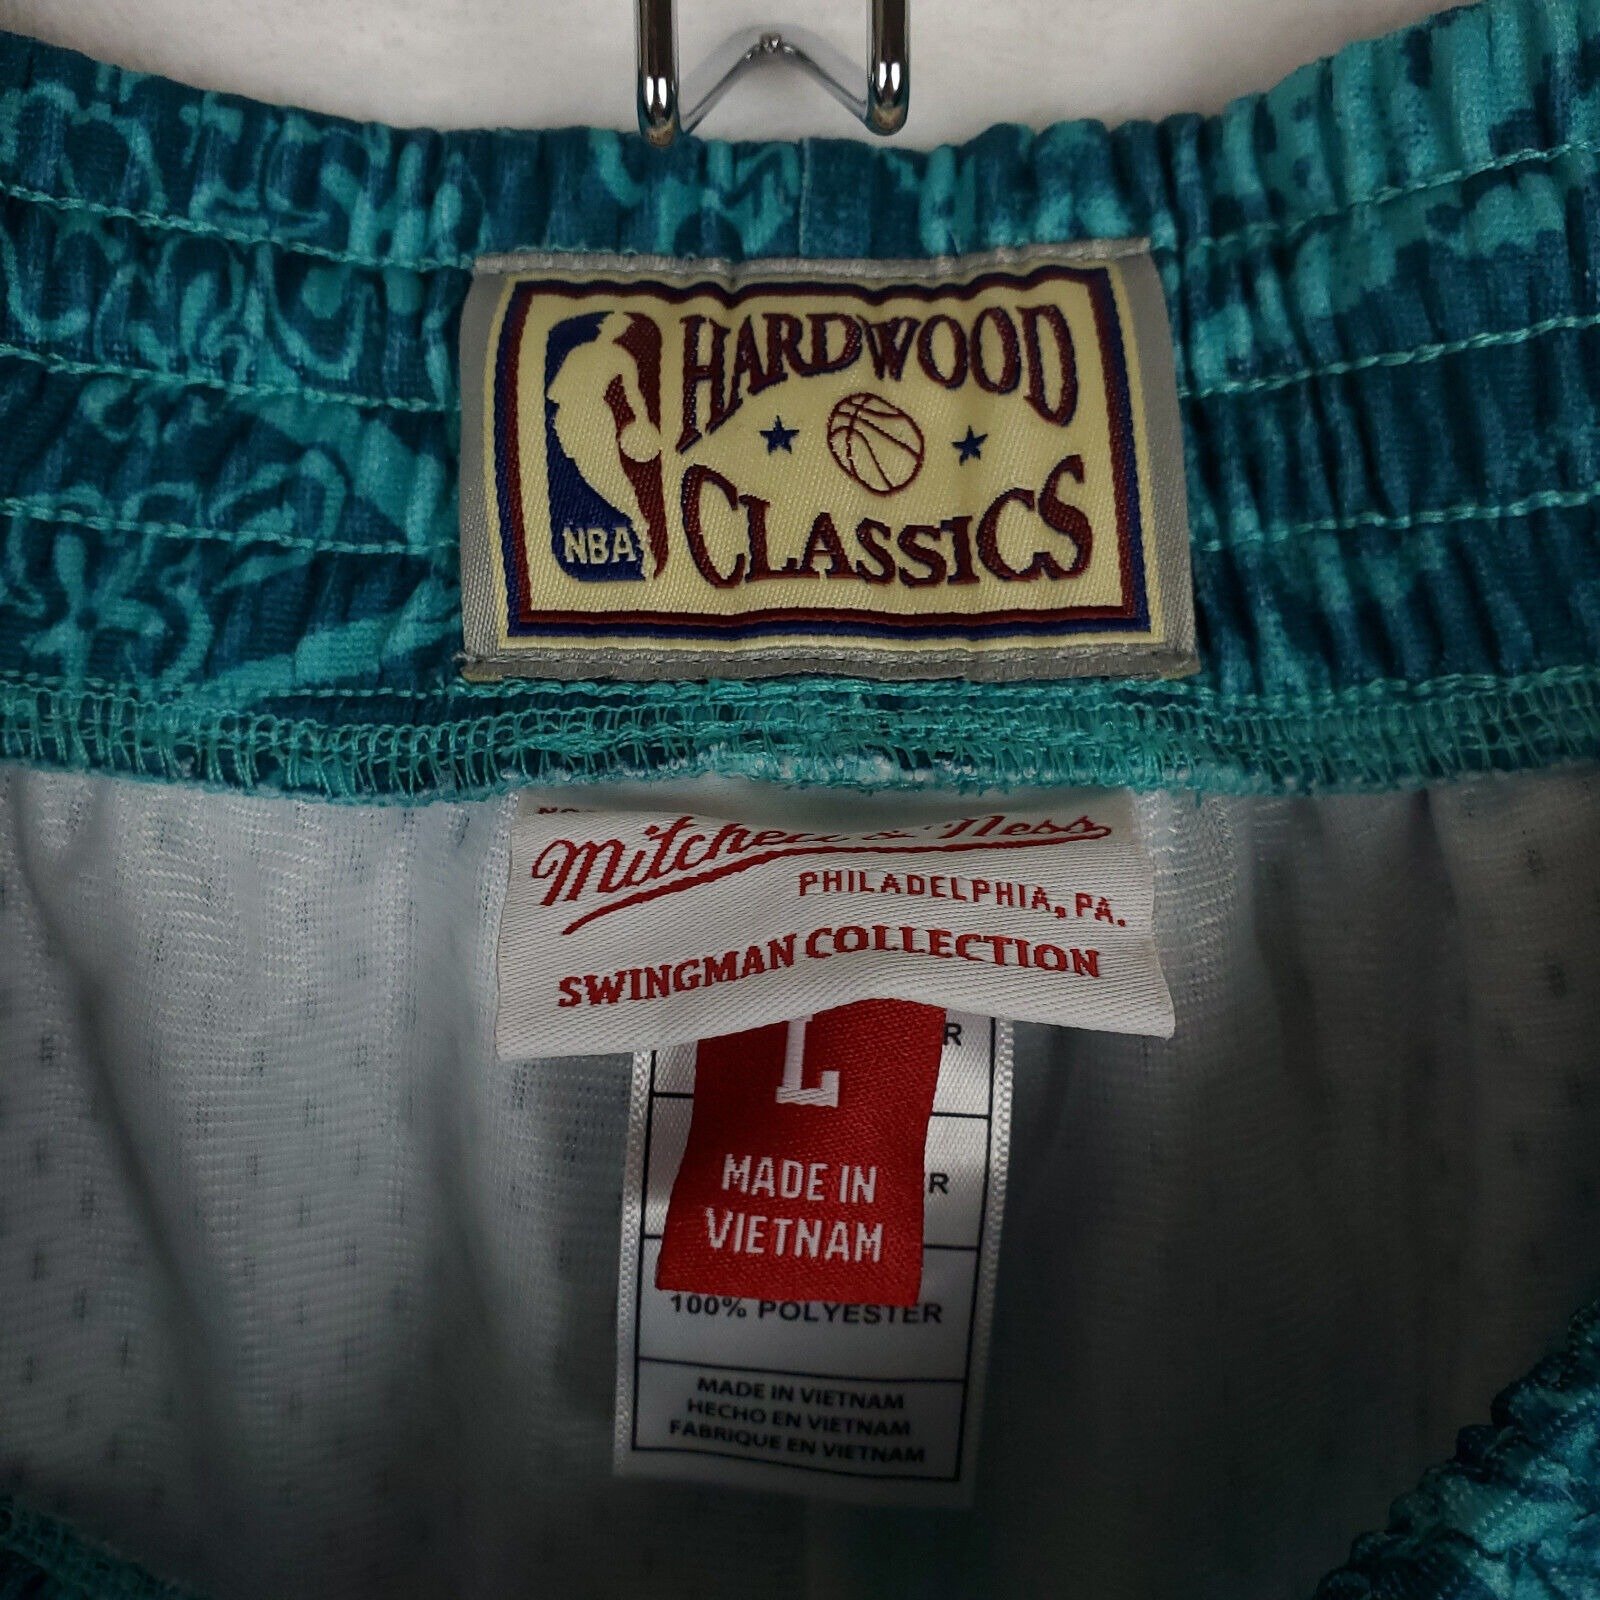 HARDWOOD
CLASSICS
NBA
Mitchell & Ness
PHILADELPHIA, PA.
SWINGMAN COLLECTION
L
R
MADE IN
VIETNAM
R
100% POLYESTER
MADE IN VIETNAM
HECHO EN VIETNAM
FABRIQUE EN VIETNAM